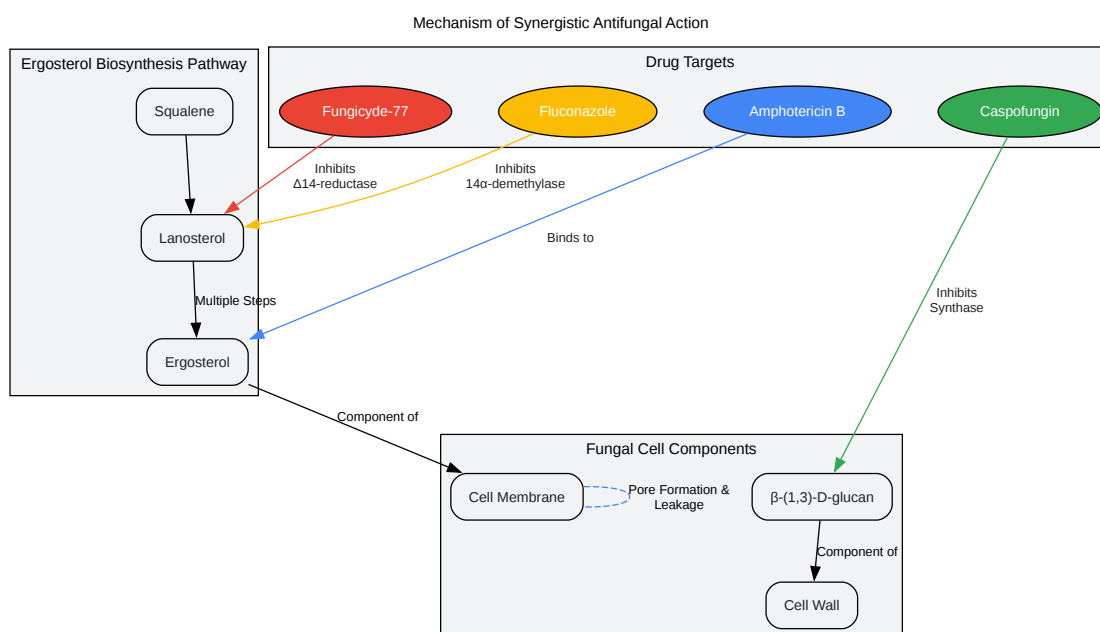 Mechanism of Synergistic Antifungal Action
Ergosterol Biosynthesis Pathway
Drug Targets
Squalene
Fungicyde-77
Fluconazole
Amphotericin B
Caspofungin
Inhibits
Δ14-reductase
Inhibits
14α-demethylase
Lanosterol
Binds to
Multiple Steps
Inhibits
Synthase
Ergosterol
Component of
Fungal Cell Components
Cell Membrane
Pore Formation &
Leakage
β-(1,3)-D-glucan
Component of
Cell Wall